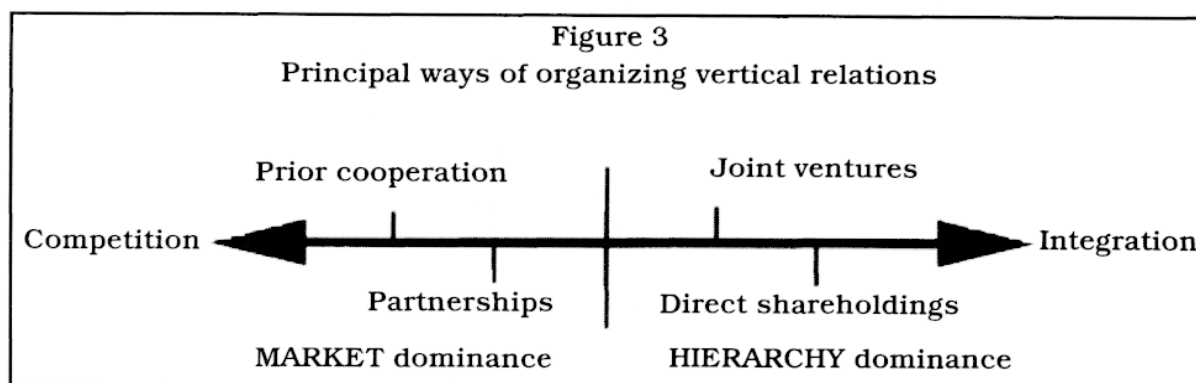 Figure 3
Principal ways of organizing vertical relations
Prior cooperation
Joint ventures
Competition
Integration
Partnerships
Direct shareholdings
MARKET dominance
HIERARCHY dominance